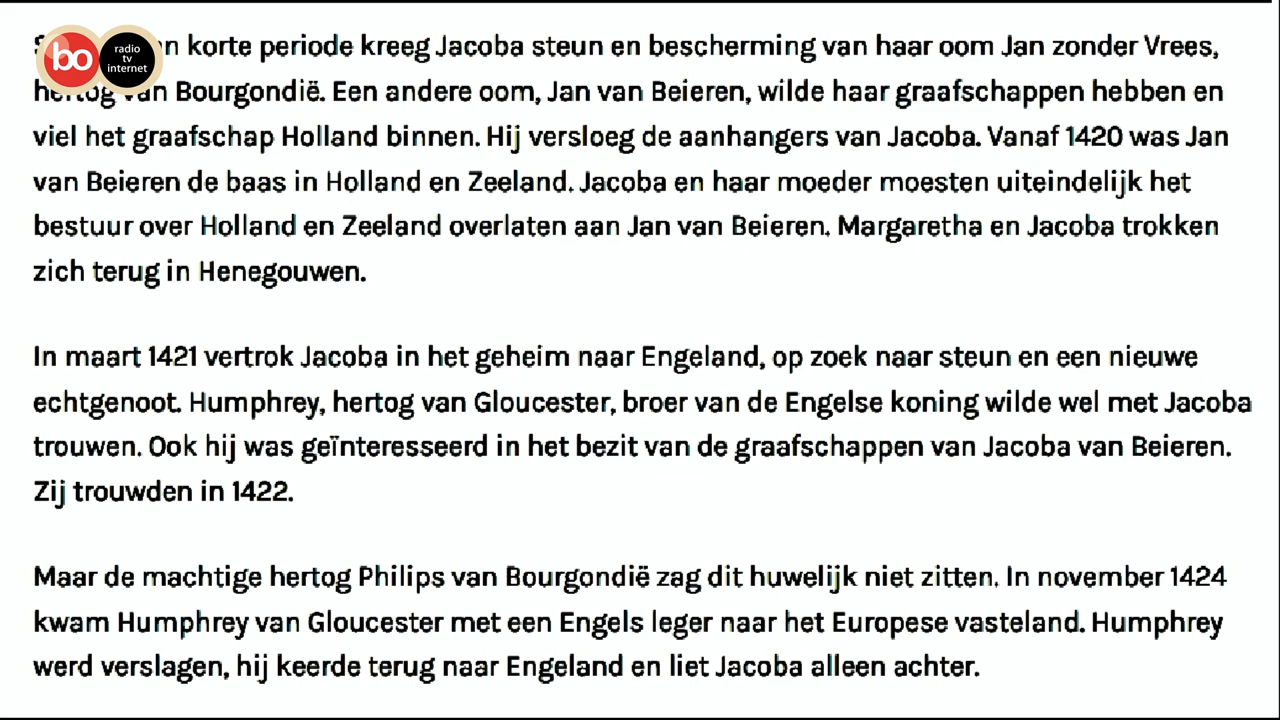 bo
radio
tv
internet
korte periode kreeg Jacoba steun en bescherming van haar oom Jan zonder Vrees,
hertog van Bourgondië. Een andere oom, Jan van Beieren, wilde haar graafschappen hebben en
viel het graafschap Holland binnen. Hij versloeg de aanhangers van Jacoba. Vanaf 1420 was Jan
van Beieren de baas in Holland en Zeeland. Jacoba en haar moeder moesten uiteindelijk het
bestuur over Holland en Zeeland overlaten aan Jan van Beieren. Margaretha en Jacoba trokken
zich terug in Henegouwen.
In maart 1421 vertrok Jacoba in het geheim naar Engeland, op zoek naar steun en een nieuwe
echtgenoot. Humphrey, hertog van Gloucester, broer van de Engelse koning wilde wel met Jacoba
trouwen. Ook hij was geïnteresseerd in het bezit van de graafschappen van Jacoba van Beieren.
Zij trouwden in 1422.
Maar de machtige hertog Philips van Bourgondië zag dit huwelijk niet zitten. In november 1424
kwam Humphrey van Gloucester met een Engels leger naar het Europese vasteland. Humphrey
werd verslagen, hij keerde terug naar Engeland en liet Jacoba alleen achter.